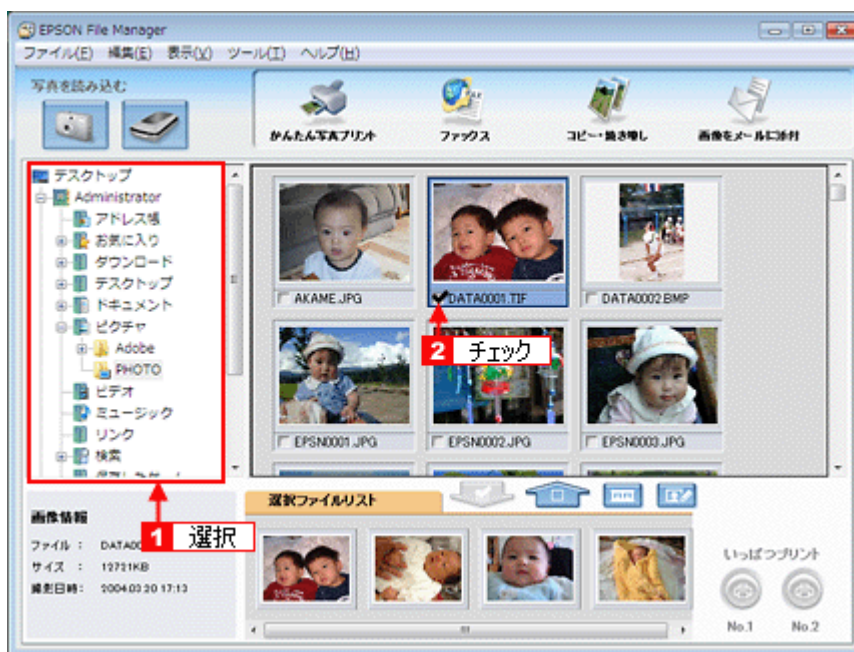 EPSON File Manager
ファイル(E) 編集(E) 表示(V) ツール(T) ヘルプ(H)
写真を読み込む
かんたん写真プリント
ファックス
コピー・焼き増し
画像をメールに添付
デスクトップ
Administrator
アドレス帳
お気に入り
ダウンロード
デスクトップ
ドキュメント
ピクチャ
Adobe
PHOTO
ビデオ
ミュージック
リンク
検索
AKAME.JPG
DATA0001.TIF
DATA0002.BMP
2 チェック
EPSN0001.JPG
EPSN0002.JPG
EPSN0003.JPG
1 選択
画像情報
ファイル : DATA00
サイズ : 12721KB
撮影日時: 2004.03.20 17:13
選択ファイルリスト
いっぱつプリント
No.1 No.2